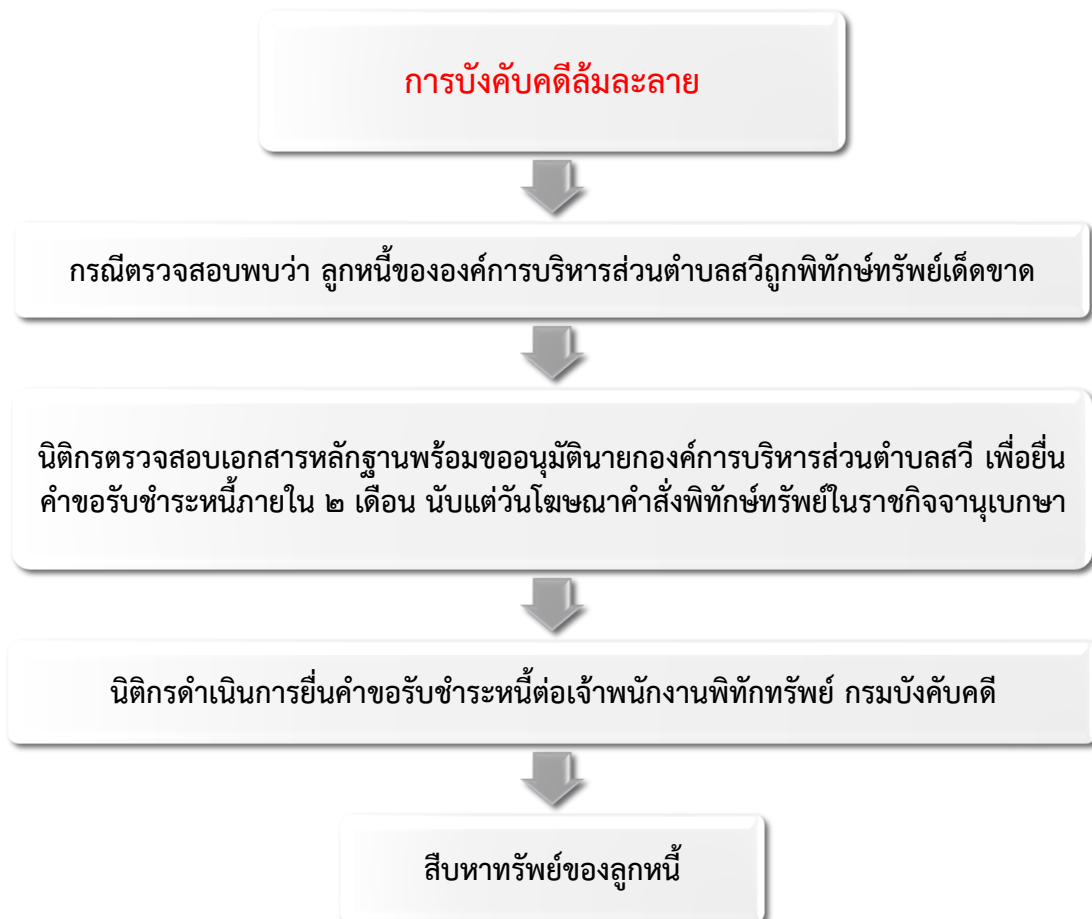 การบังคับคดีล้มละลาย
กรณีตรวจสอบพบว่า ลูกหนี้ขององค์การบริหารส่วนตำบลสวีถูกพิทักษ์ทรัพย์เด็ดขาด
นิติกรตรวจสอบเอกสารหลักฐานพร้อมขออนุมัตินายกองค์การบริหารส่วนตำบลสวี เพื่อยื่น
คำขอรับชำระหนี้ภายใน ๒ เดือน นับแต่วันโฆษณาคำสั่งพิทักษ์ทรัพย์ในราชกิจจานุเบกษา
นิติกรดำเนินการยื่นคำขอรับชำระหนี้ต่อเจ้าพนักงานพิทักทรัพย์ กรมบังคับคดี
สืบหาทรัพย์ของลูกหนี้